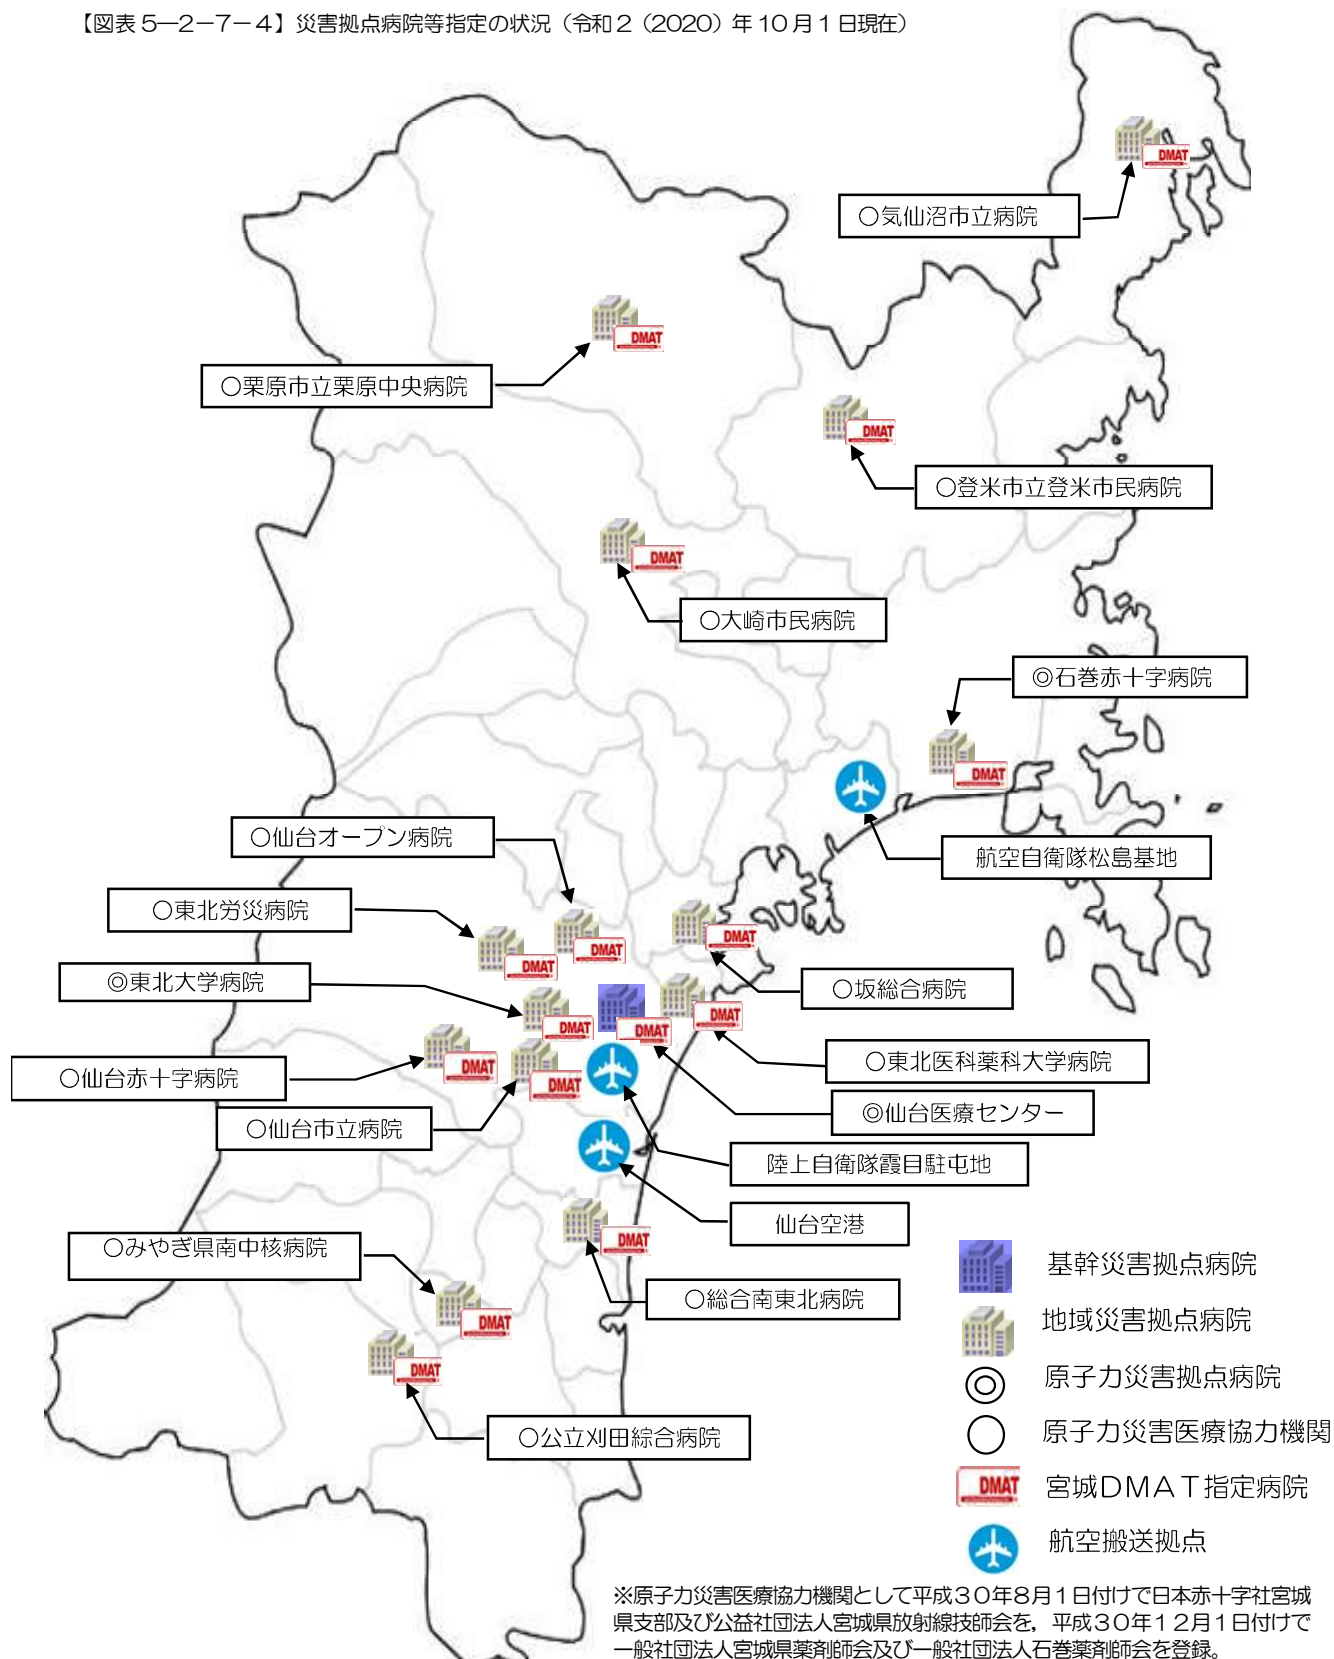 【図表5―2－7－4】災害拠点病院等指定の状況（令和2（2020）年10月1日現在）
DMAT
○気仙沼市立病院
DMAT
○栗原市立栗原中央病院
DMAT
○登米市立登米市民病院
DMAT
○大崎市民病院
◎石巻赤十字病院
DMAT
○仙台オープン病院
航空自衛隊松島基地
○東北労災病院
DMAT
DMAT
DMAT
◎東北大学病院
○坂総合病院
DMAT
DMAT
DMAT
○東北医科薬科大学病院
○仙台赤十字病院
DMAT
DMAT
◎仙台医療センター
○仙台市立病院
陸上自衛隊霞目駐屯地
仙台空港
○みやぎ県南中核病院
DMAT
○総合南東北病院
DMAT
DMAT
○公立刈田綜合病院
基幹災害拠点病院
地域災害拠点病院
◎ 原子力災害拠点病院
○ 原子力災害医療協力機関
DMAT 宮城DMAT指定病院
航空搬送拠点
※原子力災害医療協力機関として平成３０年８月１日付けで日本赤十字社宮城
県支部及び公益社団法人宮城県放射線技師会を，平成３０年１２月１日付けで
一般社団法人宮城県薬剤師会及び一般社団法人石巻薬剤師会を登録。